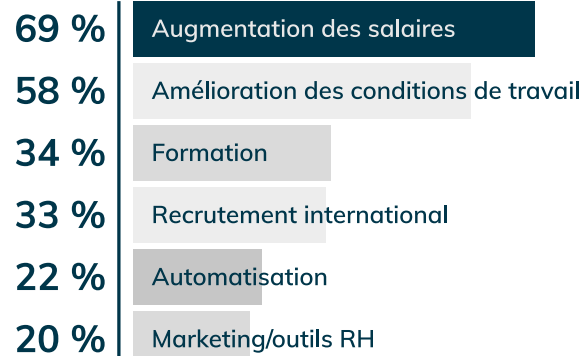 69 % Augmentation des salaires
58 % Amélioration des conditions de travail
34 % Formation
33 % Recrutement international
22 % Automatisation
20 % Marketing/outils RH